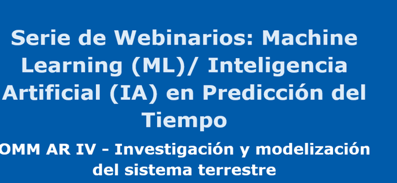 Serie de Webinarios: Machine
Learning (ML)/ Inteligencia
Artificial (IA) en Predicción del
Tiempo
OMM AR IV - Investigación y modelización
del sistema terrestre